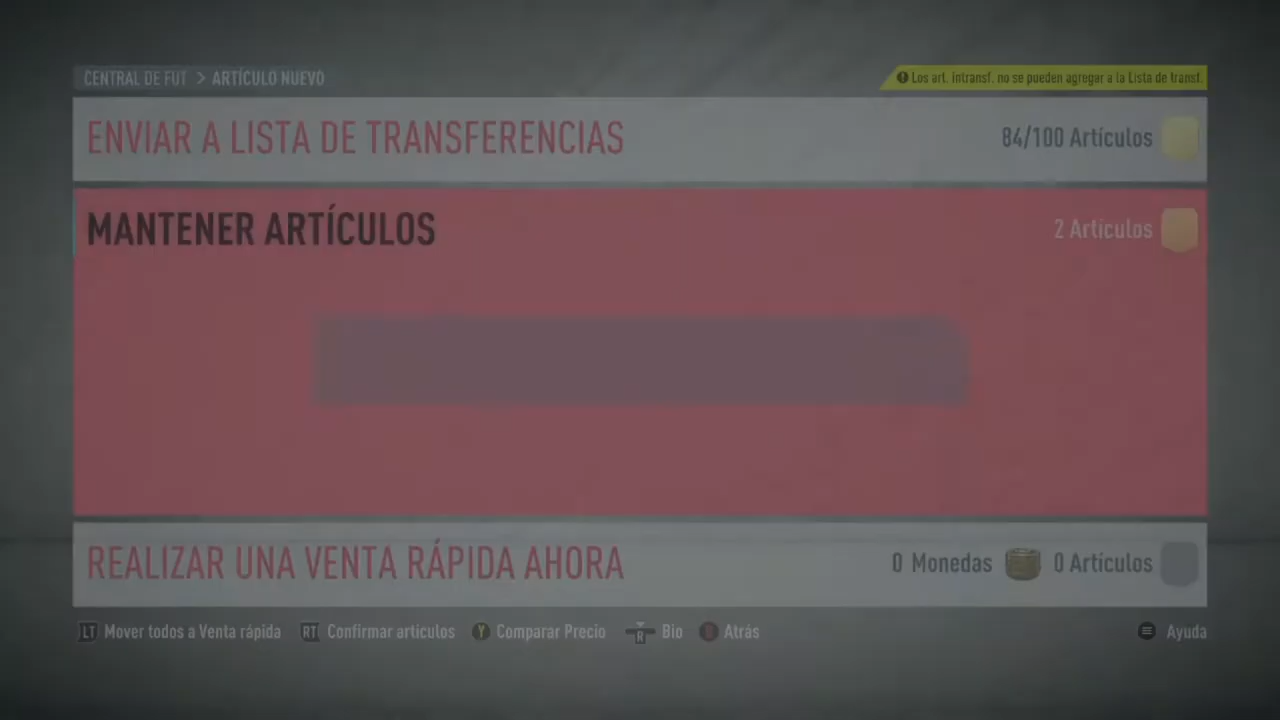 CENTRAL DE FUT > ARTÍCULO NUEVO
Los art. intransf. no se pueden agregar a la Lista de transf.
ENVIAR A LISTA DE TRANSFERENCIAS
84/100 Artículos
MANTENER ARTÍCULOS
2 Artículos
REALIZAR UNA VENTA RÁPIDA AHORA
0 Monedas 0 Artículos
LT Mover todos a Venta rápida RT Confirmar artículos Y Comparar Precio R Bio B Atrás Ayuda